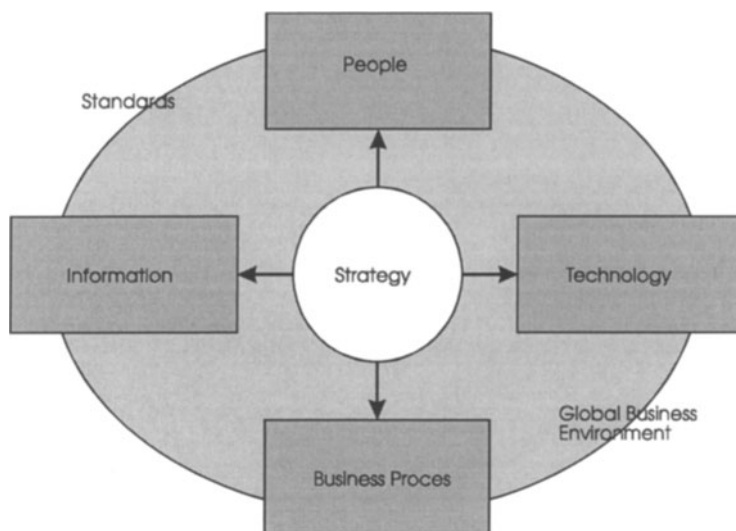 People
Standards
Information
Strategy
Technology
Global Business
Environment
Business Proces